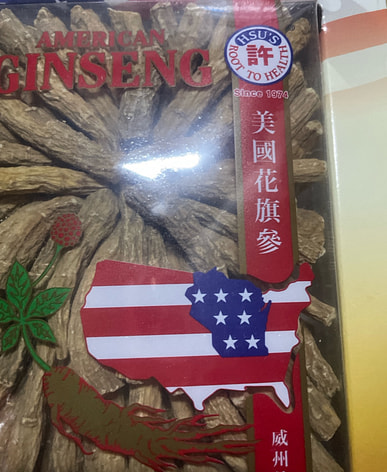 AMERICAN
GINSENG
HSU'S
許
ROOT TO HEALTH
Since 1974
美國花旗參
威州